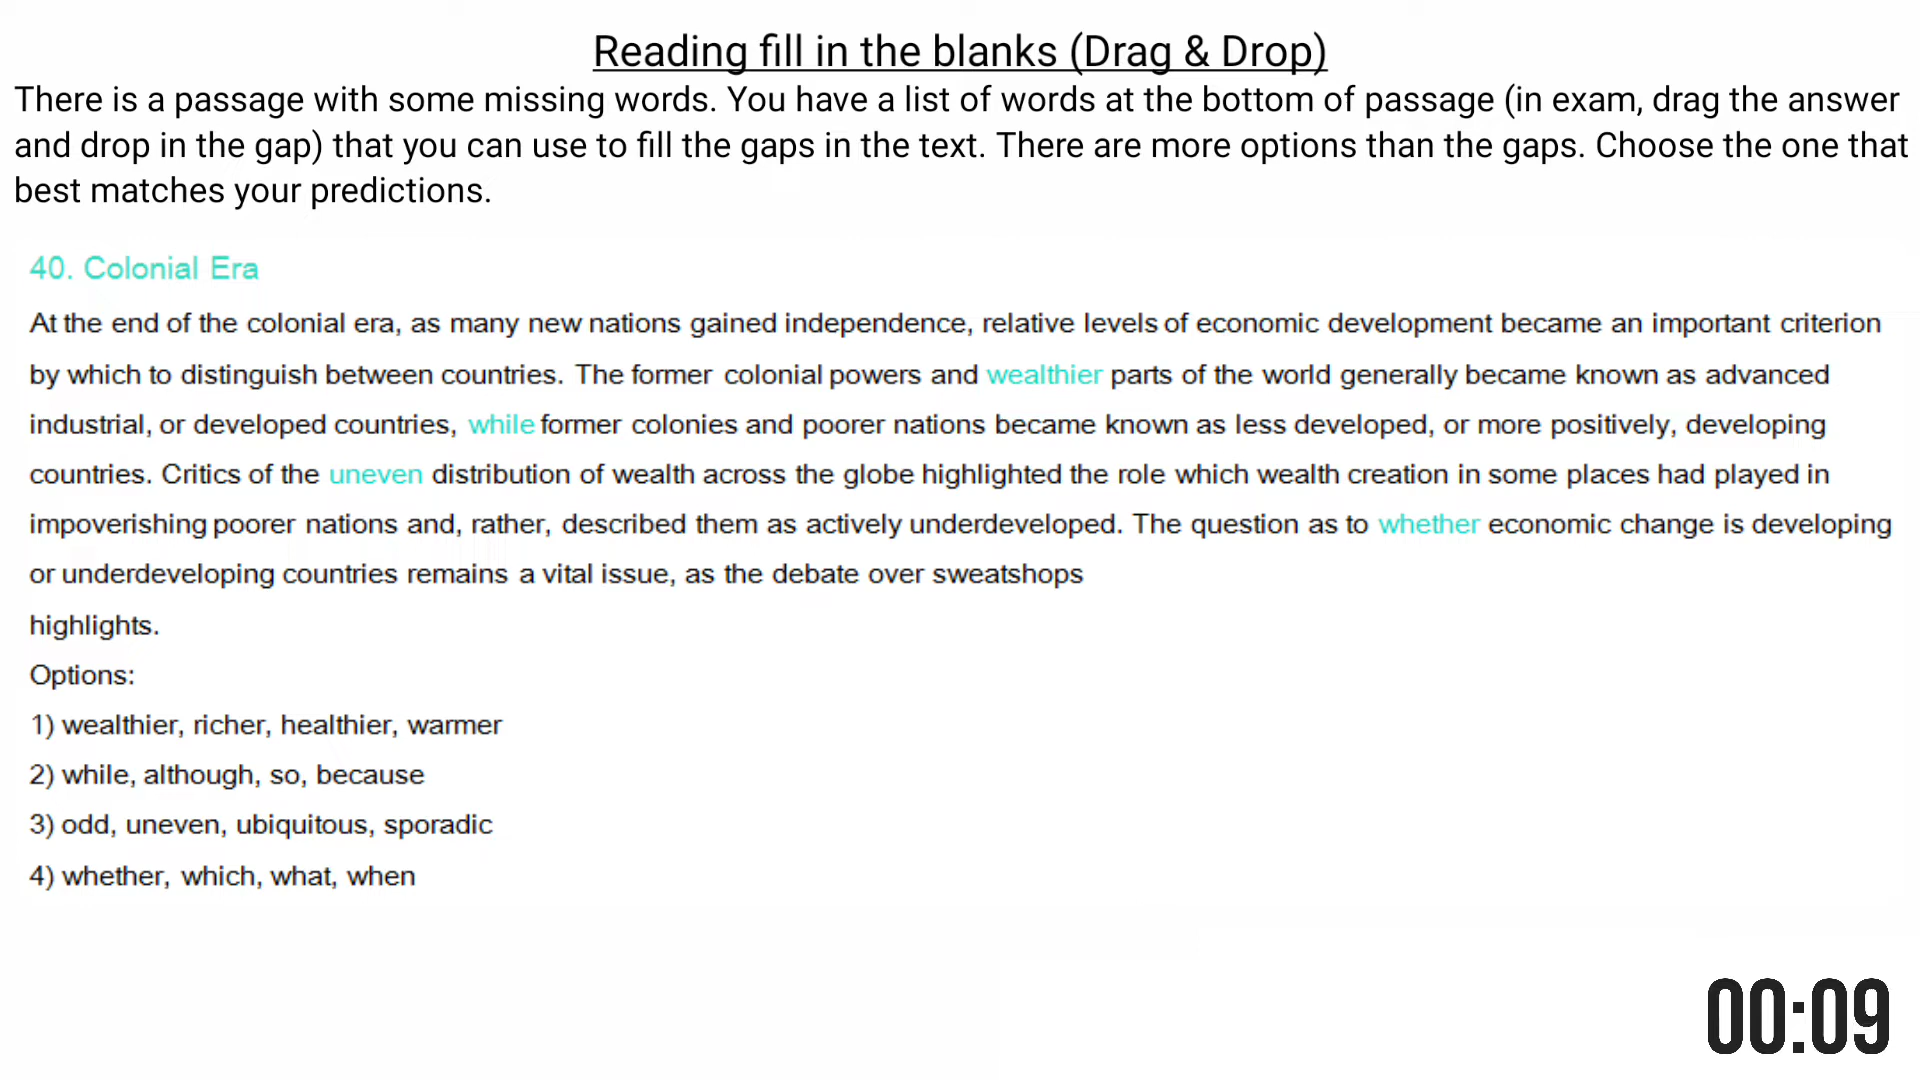 Reading fill in the blanks (Drag & Drop)
There is a passage with some missing words. You have a list of words at the bottom of passage (in exam, drag the answer
and drop in the gap) that you can use to fill the gaps in the text. There are more options than the gaps. Choose the one that
best matches your predictions.
40. Colonial Era
At the end of the colonial era, as many new nations gained independence, relative levels of economic development became an important criterion
by which to distinguish between countries. The former colonial powers and wealthier parts of the world generally became known as advanced
industrial, or developed countries, while former colonies and poorer nations became known as less developed, or more positively, developing
countries. Critics of the uneven distribution of wealth across the globe highlighted the role which wealth creation in some places had played in
impoverishing poorer nations and, rather, described them as actively underdeveloped. The question as to whether economic change is developing
or underdeveloping countries remains a vital issue, as the debate over sweatshops
highlights.
Options:
1) wealthier, richer, healthier, warmer
2) while, although, so, because
3) odd, uneven, ubiquitous, sporadic
4) whether, which, what, when
00:09